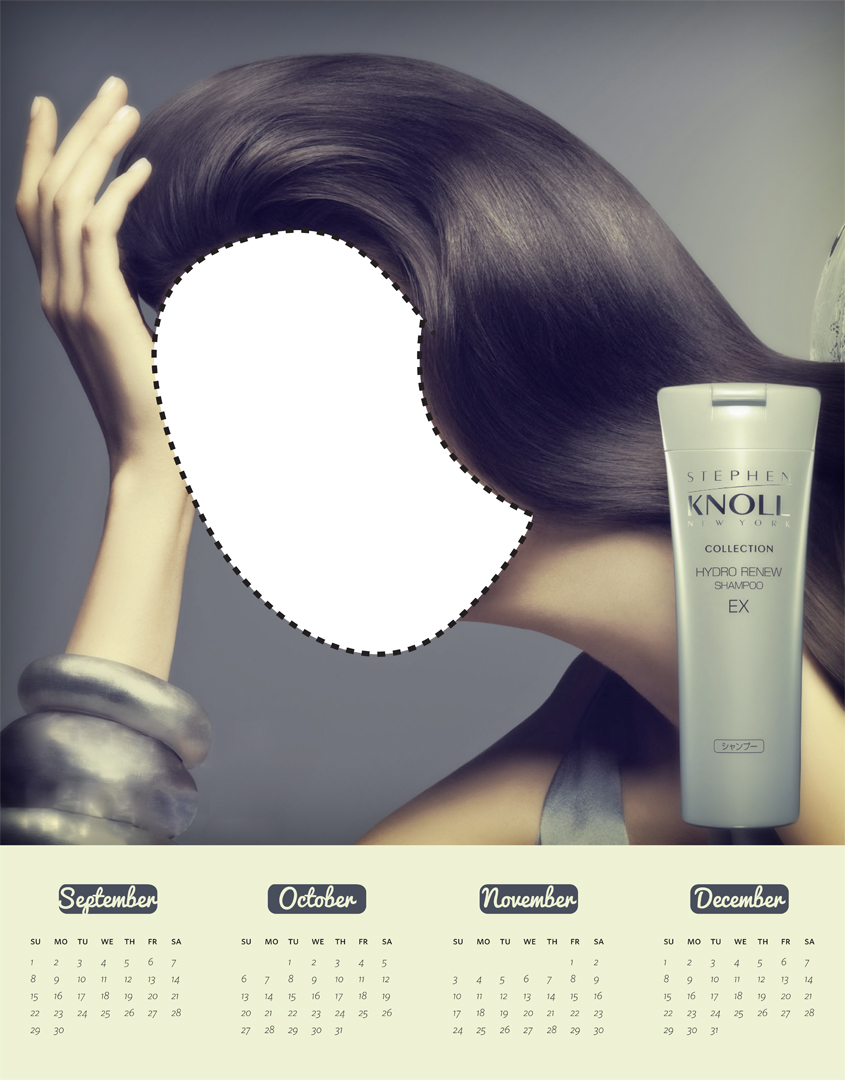 STEPHEN
KNOLL
NEW YORK
COLLECTION
HYDRO RENEW
SHAMPOO
EX
シャンプー
September
SU MO TU WE TH FR SA
1 2 3 4 5 6 7
8 9 10 11 12 13 14
15 16 17 18 19 20 21
22 23 24 25 26 27 28
29 30
October
SU MO TU WE TH FR SA
1 2 3 4 5
6 7 8 9 10 11 12
13 14 15 16 17 18 19
20 21 22 23 24 25 26
27 28 29 30 31
November
SU MO TU WE TH FR SA
1 2
3 4 5 6 7 8 9
10 11 12 13 14 15 16
17 18 19 20 21 22 23
24 25 26 27 28 29 30
December
SU MO TU WE TH FR SA
1 2 3 4 5 6 7
8 9 10 11 12 13 14
15 16 17 18 19 20 21
22 23 24 25 26 27 28
29 30 31